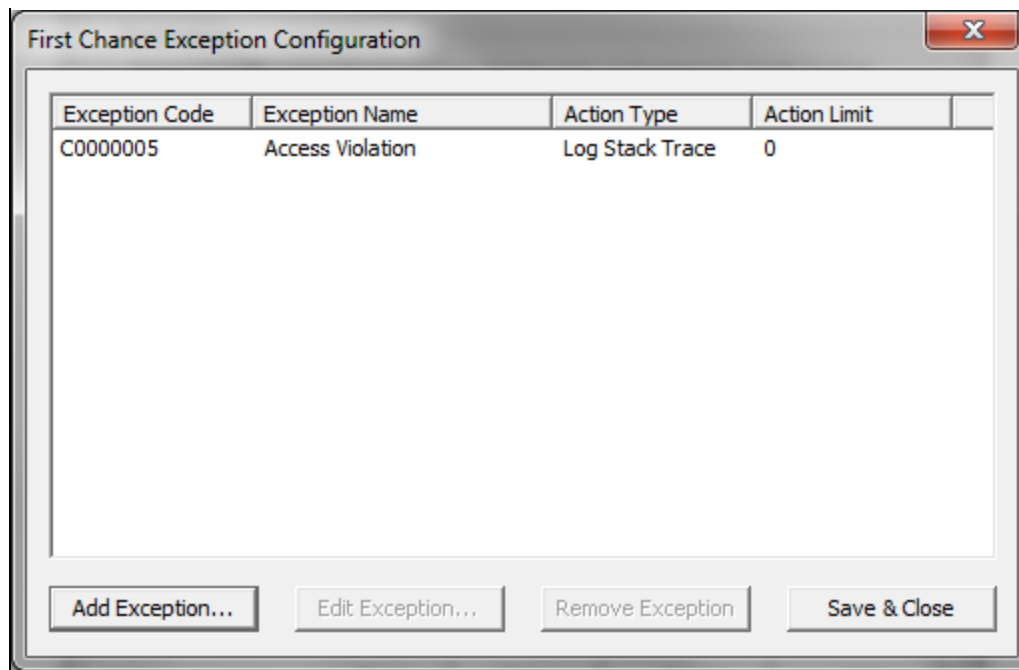 First Chance Exception Configuration
Exception Code Exception Name Action Type Action Limit
C0000005 Access Violation Log Stack Trace 0
Add Exception... Edit Exception... Remove Exception Save & Close